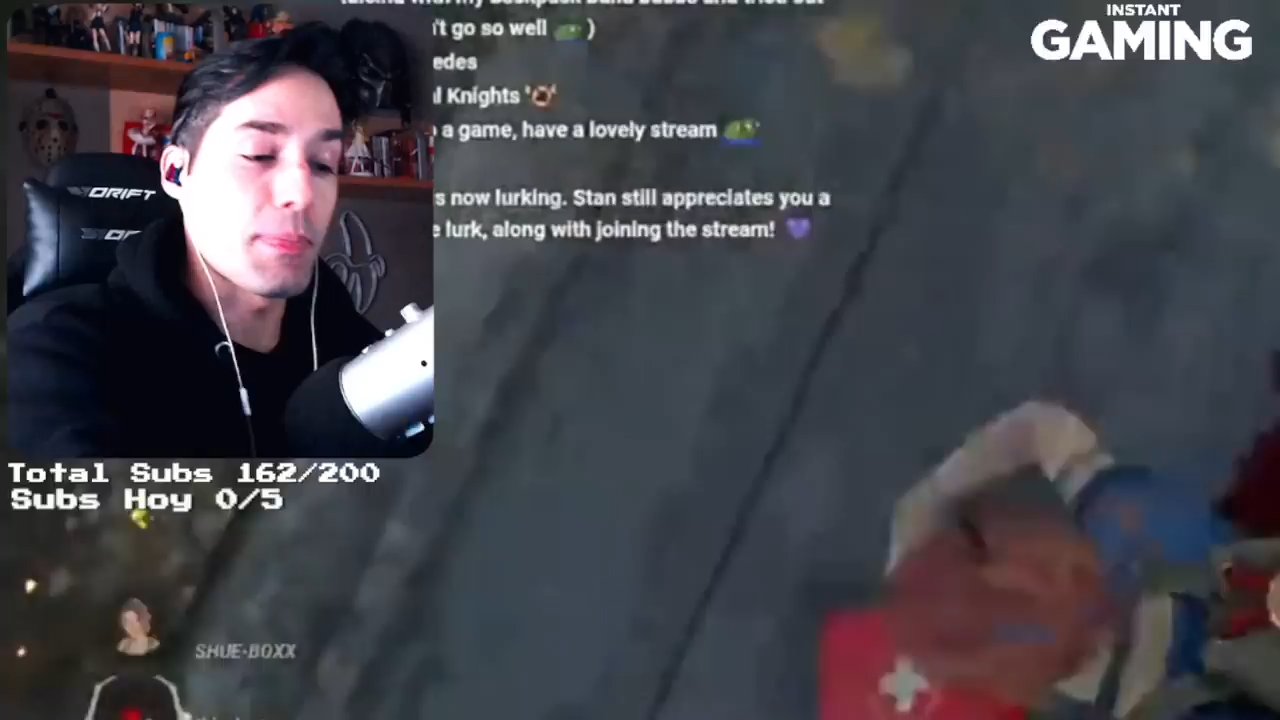 't go so well
)
edes
l Knights '
a game, have a lovely stream
s now lurking. Stan still appreciates you a
e lurk, along with joining the stream!
INSTANT
GAMING
DRIFT
Total Subs 162/200
Subs Hoy 0/5
SHUE-BOXX